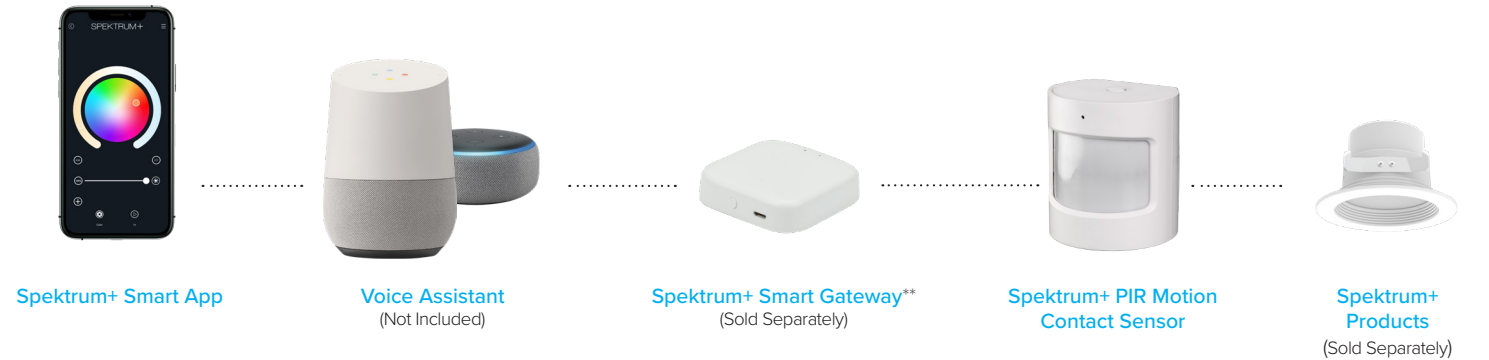 SPEKTRUM+
Spektrum+ Smart App
Voice Assistant
(Not Included)
Spektrum+ Smart Gateway**
(Sold Separately)
Spektrum+ PIR Motion
Contact Sensor
Spektrum+
Products
(Sold Separately)